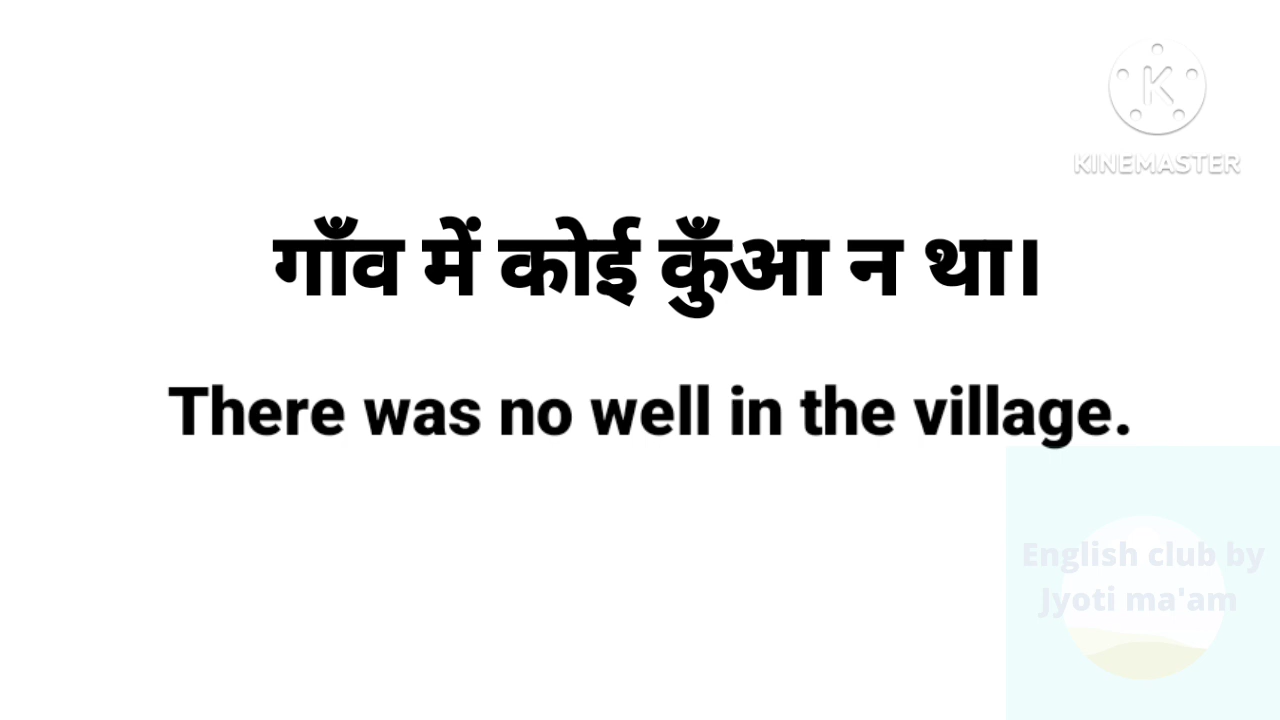 KINEMASTER
गाँव में कोई कुँआ न था।
There was no well in the village.
English club by
Jyoti ma'am